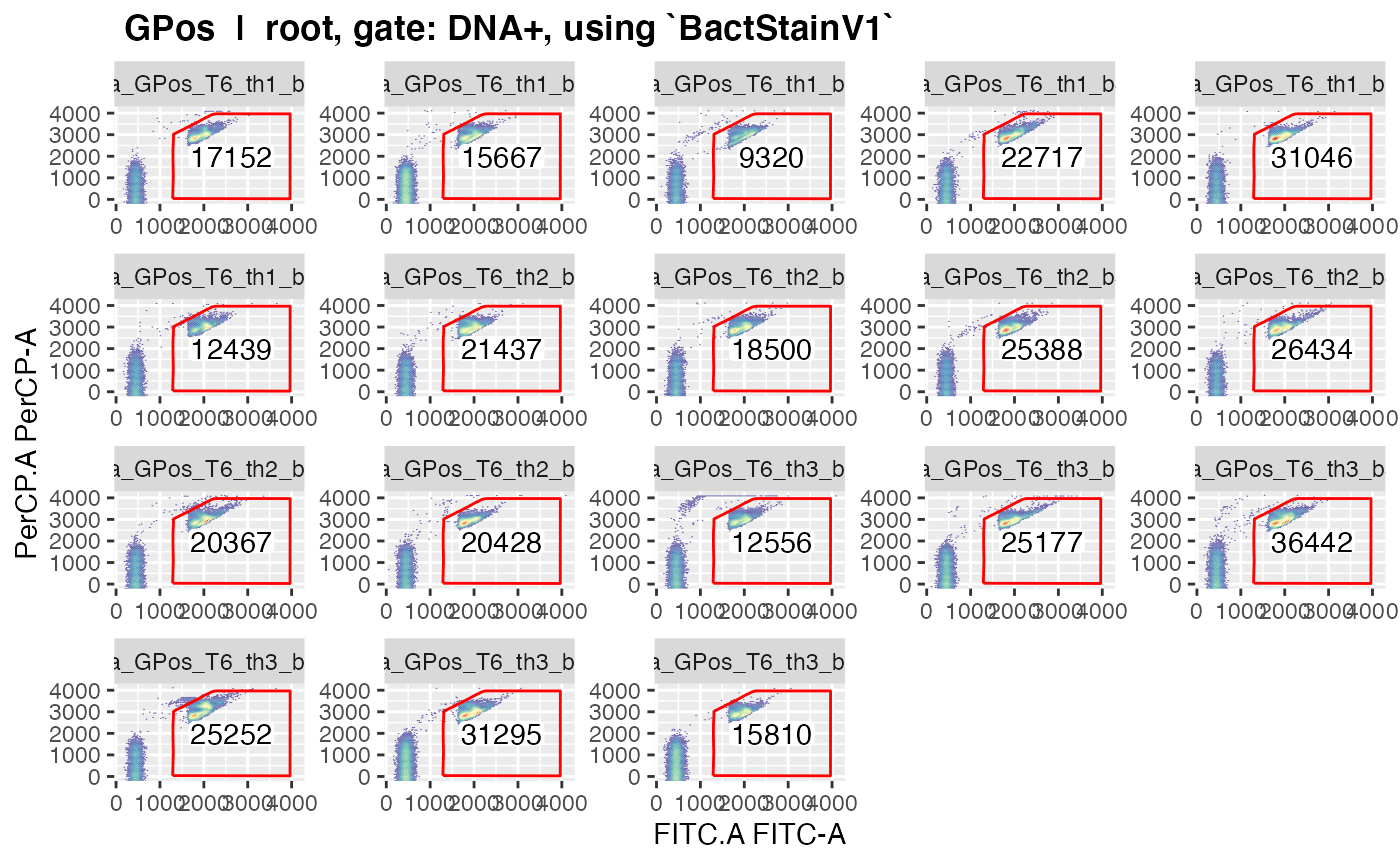 GPos | root, gate: DNA+, using `BactStainV1`
a_GPos_T6_th1_b a_GPos_T6_th1_b a_GPos_T6_th1_b a_GPos_T6_th1_b a_GPos_T6_th1_b
4000 4000 4000 4000 4000
3000 3000 3000 3000 3000
2000 17152 2000 15667 2000 9320 2000 22717 2000 31046
1000 1000 1000 1000 1000
0 0 0 0 0
0 1000 2000 3000 4000 0 1000 2000 3000 4000 0 1000 2000 3000 4000 0 1000 2000 3000 4000 0 1000 2000 3000 4000
a_GPos_T6_th1_b a_GPos_T6_th2_b a_GPos_T6_th2_b a_GPos_T6_th2_b a_GPos_T6_th2_b
4000 4000 4000 4000 4000
3000 3000 3000 3000 3000
2000 12439 2000 21437 2000 18500 2000 25388 2000 26434
1000 1000 1000 1000 1000
0 0 0 0 0
0 1000 2000 3000 4000 0 1000 2000 3000 4000 0 1000 2000 3000 4000 0 1000 2000 3000 4000 0 1000 2000 3000 4000
PerCP.A PerCP-A
a_GPos_T6_th2_b a_GPos_T6_th2_b a_GPos_T6_th3_b a_GPos_T6_th3_b a_GPos_T6_th3_b
4000 4000 4000 4000 4000
3000 3000 3000 3000 3000
2000 20367 2000 20428 2000 12556 2000 25177 2000 36442
1000 1000 1000 1000 1000
0 0 0 0 0
0 1000 2000 3000 4000 0 1000 2000 3000 4000 0 1000 2000 3000 4000 0 1000 2000 3000 4000 0 1000 2000 3000 4000
a_GPos_T6_th3_b a_GPos_T6_th3_b a_GPos_T6_th3_b
4000 4000 4000
3000 3000 3000
2000 25252 2000 31295 2000 15810
1000 1000 1000
0 0 0
0 1000 2000 3000 4000 0 1000 2000 3000 4000 0 1000 2000 3000 4000
FITC.A FITC-A